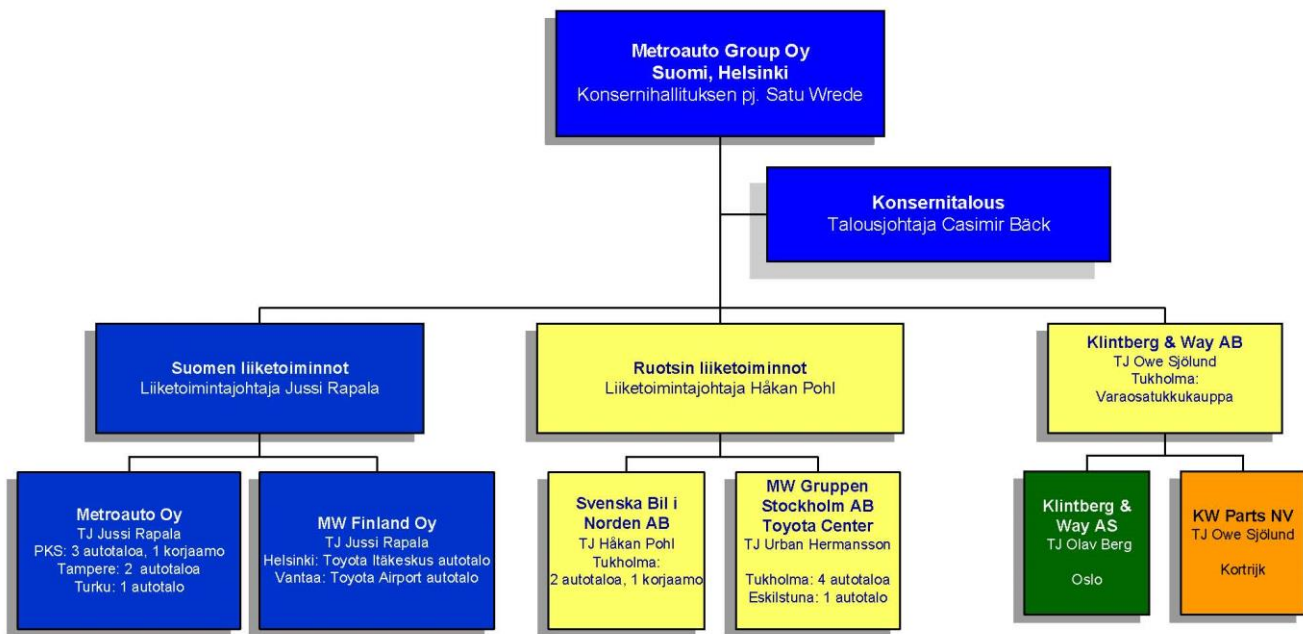 Metroauto Group Oy
Suomi, Helsinki
Konsernihallituksen pj. Satu Wrede
Konsernitalous
Talousjohtaja Casimir Bäck
Suomen liiketoiminnot
Liiketoimintajohtaja Jussi Rapala
Ruotsin liiketoiminnot
Liiketoimintajohtaja Håkan Pohl
Klintberg & Way AB
TJ Owe Sjölund
Tukholma:
Varaosatukkukauppa
Metroauto Oy
TJ Jussi Rapala
PKS: 3 autotaloa, 1 korjaamo
Tampere: 2 autotaloa
Turku: 1 autotalo
MW Finland Oy
TJ Jussi Rapala
Helsinki: Toyota Itäkeskus autotalo
Vantaa: Toyota Airport autotalo
Svenska Bil i
Norden AB
TJ Håkan Pohl
Tukholma:
2 autotaloa, 1 korjaamo
MW Gruppen
Stockholm AB
Toyota Center
TJ Urban Hermansson
Tukholma: 4 autotaloa
Eskilstuna: 1 autotalo
Klintberg &
Way AS
TJ Olav Berg
Oslo
KW Parts NV
TJ Owe Sjölund
Kortrijk